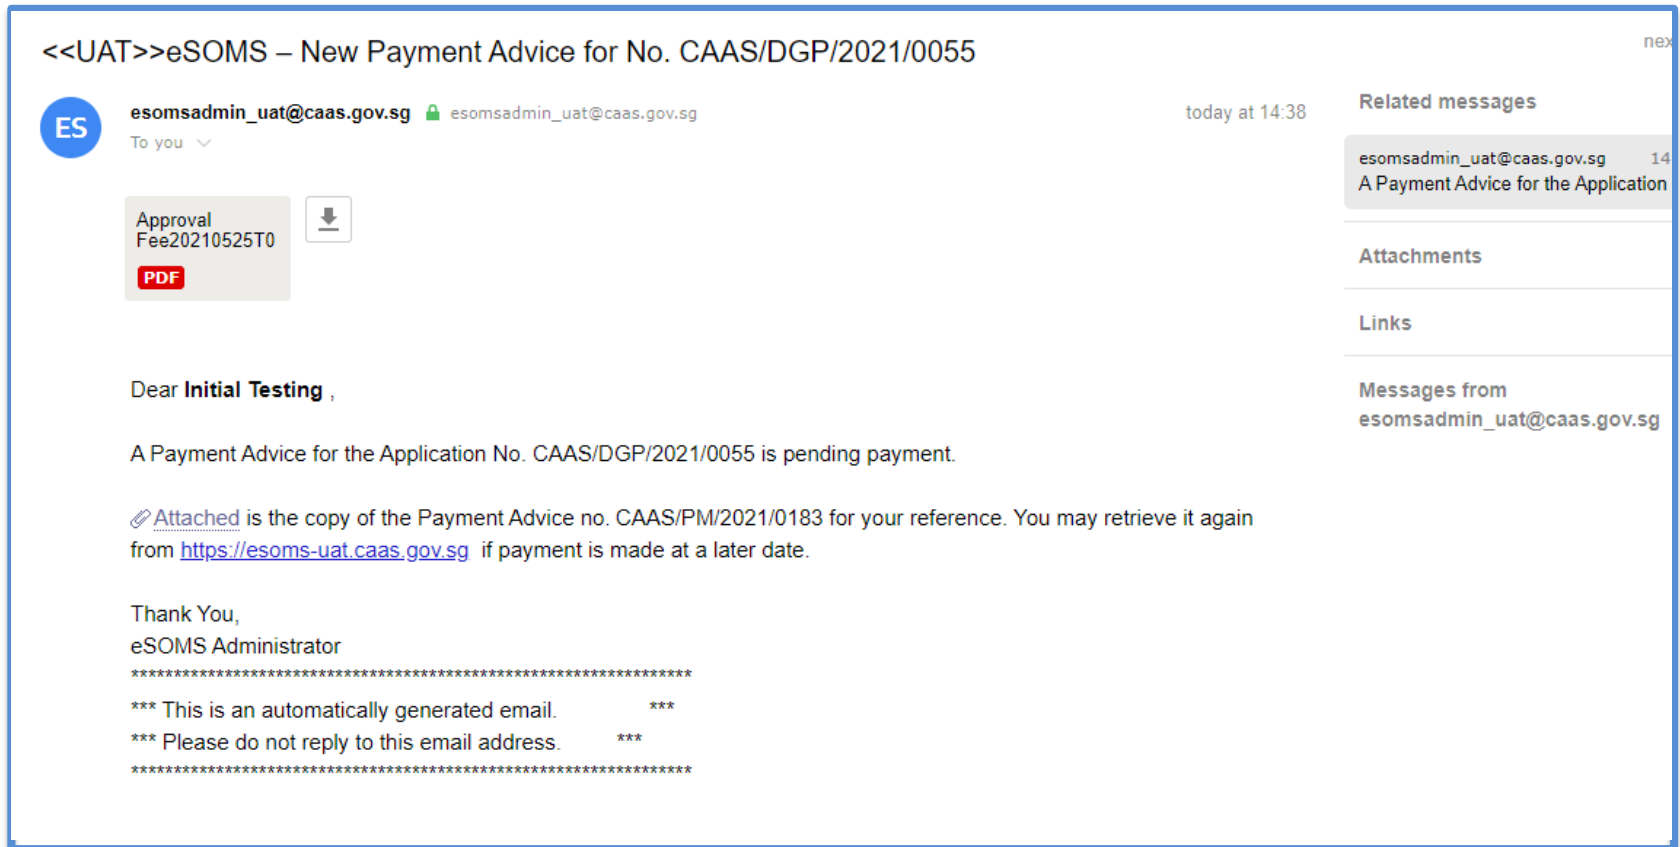 <<UAT>>eSOMS – New Payment Advice for No. CAAS/DGP/2021/0055
ES
esomsadmin_uat@caas.gov.sg esomsadmin_uat@caas.gov.sg
today at 14:38
To you
Approval
Fee20210525T0
PDF
Dear Initial Testing ,
A Payment Advice for the Application No. CAAS/DGP/2021/0055 is pending payment.
Attached is the copy of the Payment Advice no. CAAS/PM/2021/0183 for your reference. You may retrieve it again
from https://esoms-uat.caas.gov.sg if payment is made at a later date.
Thank You,
eSOMS Administrator
******************************************************************
*** This is an automatically generated email. ***
*** Please do not reply to this email address. ***
******************************************************************
Related messages
esomsadmin_uat@caas.gov.sg 14
A Payment Advice for the Application
Attachments
Links
Messages from
esomsadmin_uat@caas.gov.sg